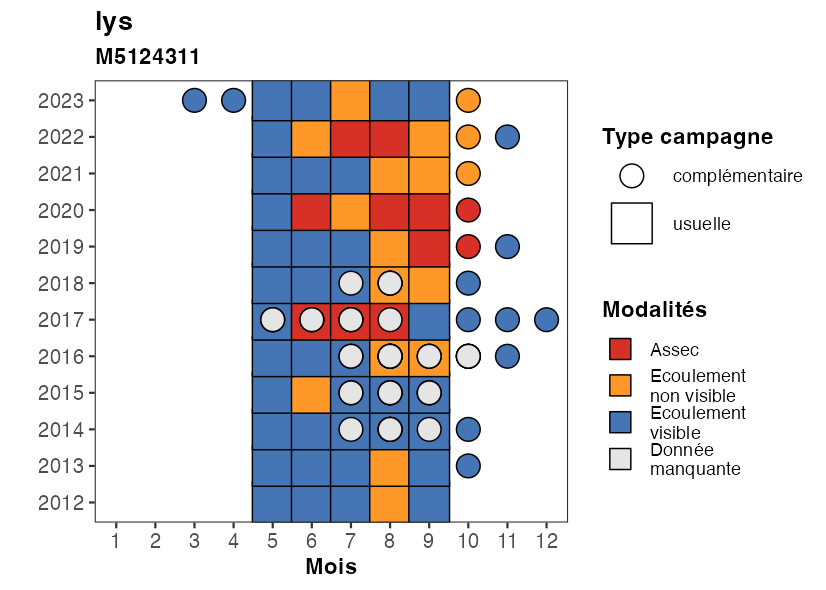 lys
M5124311
2023
2022
2021
2020
2019
2018
2017
2016
2015
2014
2013
2012
1 2 3 4 5 6 7 8 9 10 11 12
Mois
Type campagne
complémentaire
usuelle
Modalités
Assec
Ecoulement
non visible
Ecoulement
visible
Donnée
manquante